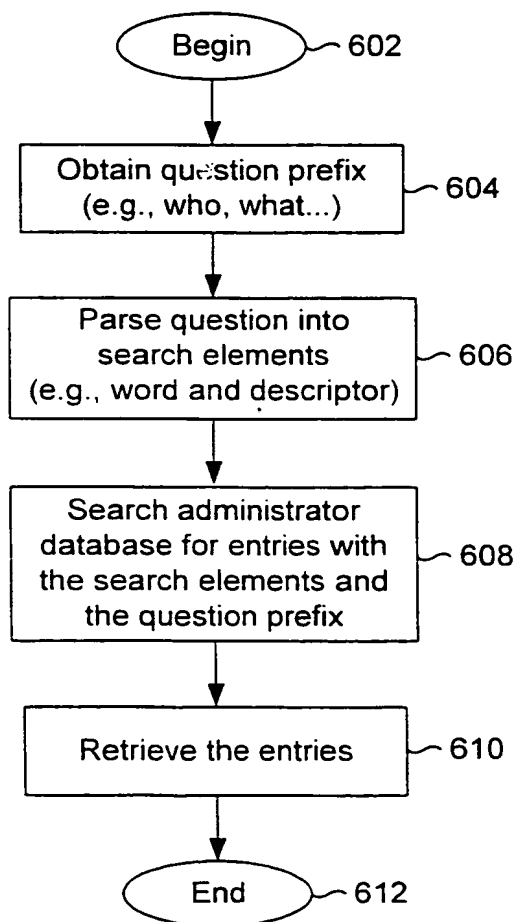 Begin
602
Obtain question prefix
(e.g., who, what...)
604
Parse question into
search elements
(e.g., word and descriptor)
606
Search administrator
database for entries with
the search elements and
the question prefix
608
Retrieve the entries
610
End
612